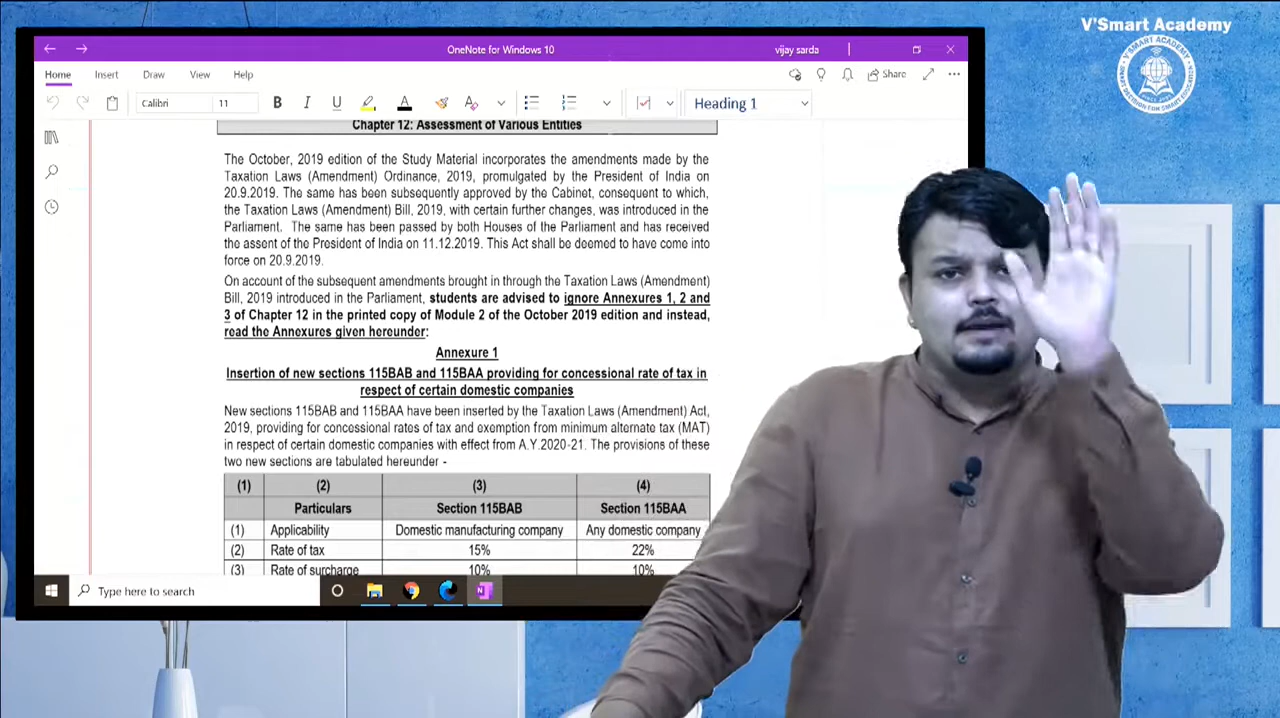 V'Smart Academy
OneNote for Windows 10
vijay sarda
Home Insert Draw View Help
Share
Calibri 11 B I U A Heading 1
Chapter 12: Assessment of Various Entities
The October, 2019 edition of the Study Material incorporates the amendments made by the
Taxation Laws (Amendment) Ordinance, 2019, promulgated by the President of India on
20.9.2019. The same has been subsequently approved by the Cabinet, consequent to which,
the Taxation Laws (Amendment) Bill, 2019, with certain further changes, was introduced in the
Parliament. The same has been passed by both Houses of the Parliament and has received
the assent of the President of India on 11.12.2019. This Act shall be deemed to have come into
force on 20.9.2019.
On account of the subsequent amendments brought in through the Taxation Laws (Amendment)
Bill, 2019 introduced in the Parliament, students are advised to ignore Annexures 1, 2 and
3 of Chapter 12 in the printed copy of Module 2 of the October 2019 edition and instead,
read the Annexures given hereunder:
Annexure 1
Insertion of new sections 115BAB and 115BAA providing for concessional rate of tax in
respect of certain domestic companies
New sections 115BAB and 115BAA have been inserted by the Taxation Laws (Amendment) Act,
2019, providing for concessional rates of tax and exemption from minimum alternate tax (MAT)
in respect of certain domestic companies with effect from A.Y.2020-21. The provisions of these
two new sections are tabulated hereunder -
(1) (2) (3) (4)
Particulars Section 115BAB Section 115BAA
(1) Applicability Domestic manufacturing company Any domestic company
(2) Rate of tax 15% 22%
(3) Rate of surcharge 10% 10%
Type here to search